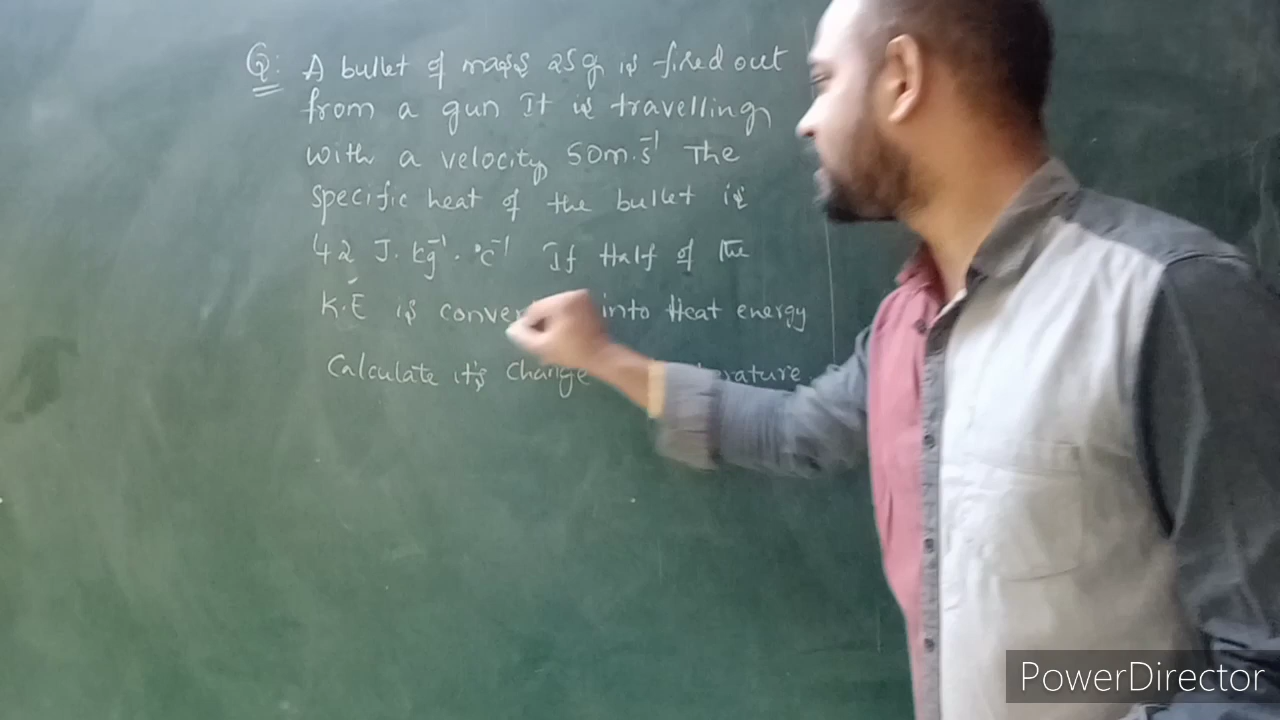 Q: A bullet of mass 25g is fired out
from a gun It is travelling
with a velocity 50m.s⁻¹ The
specific heat of the bullet is
42 J.kg⁻¹.°c⁻¹ If Half of the
K.E is into Heat energy
Calculate it's change
PowerDirector